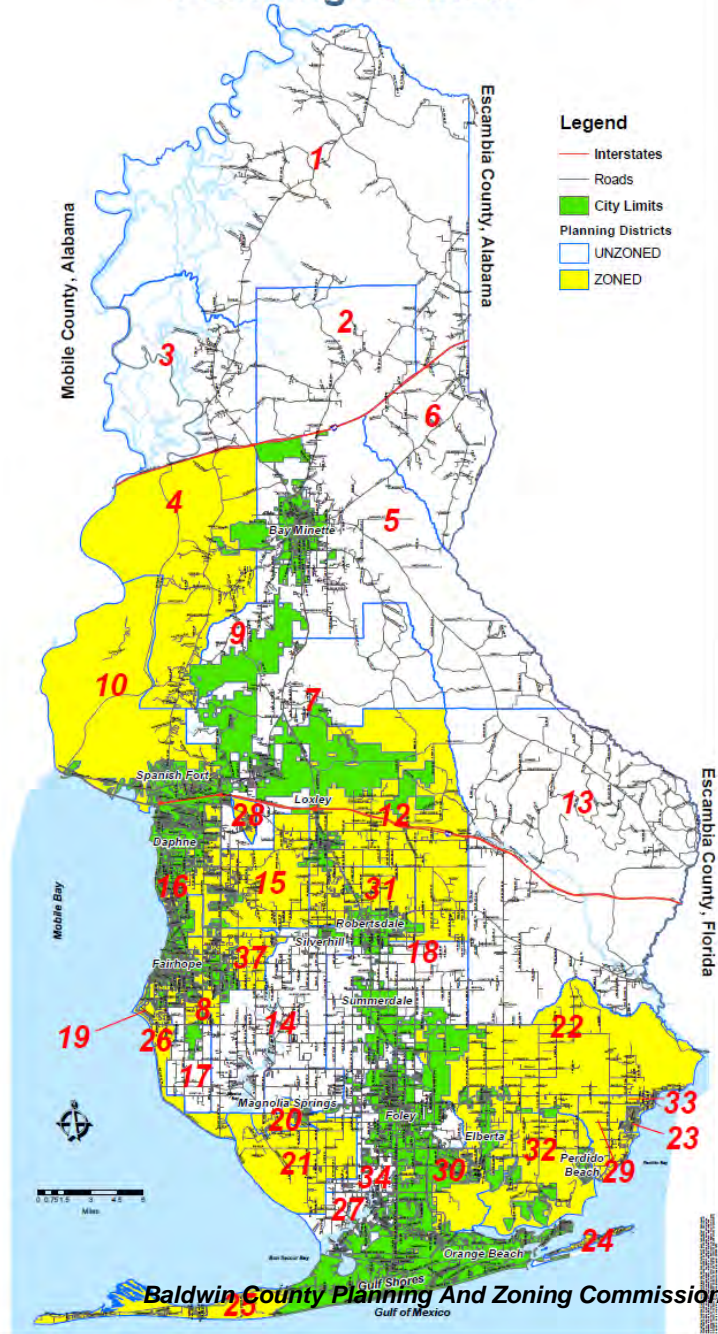 Escambia County, Alabama
Mobile County, Alabama
Legend
Interstates
Roads
City Limits
Planning Districts
UNZONED
ZONED
1
2
3
6
4
5
Bay Minette
9
10
7
Spanish Fort
Loxley
28
12
13
Escambia County, Florida
Daphne
16
15
31
Mobile Bay
Robertsdale
Silverhill
18
Fairhope
37
Summerdale
8
14
22
19
26
17
Magnolia Springs
33
20
Foley
23
Elberta
32
21
Perdido
Beach
29
34
30
27
24
Orange Beach
Gulf Shores
25
Baldwin County Planning And Zoning Commission
Gulf of Mexico
Miles